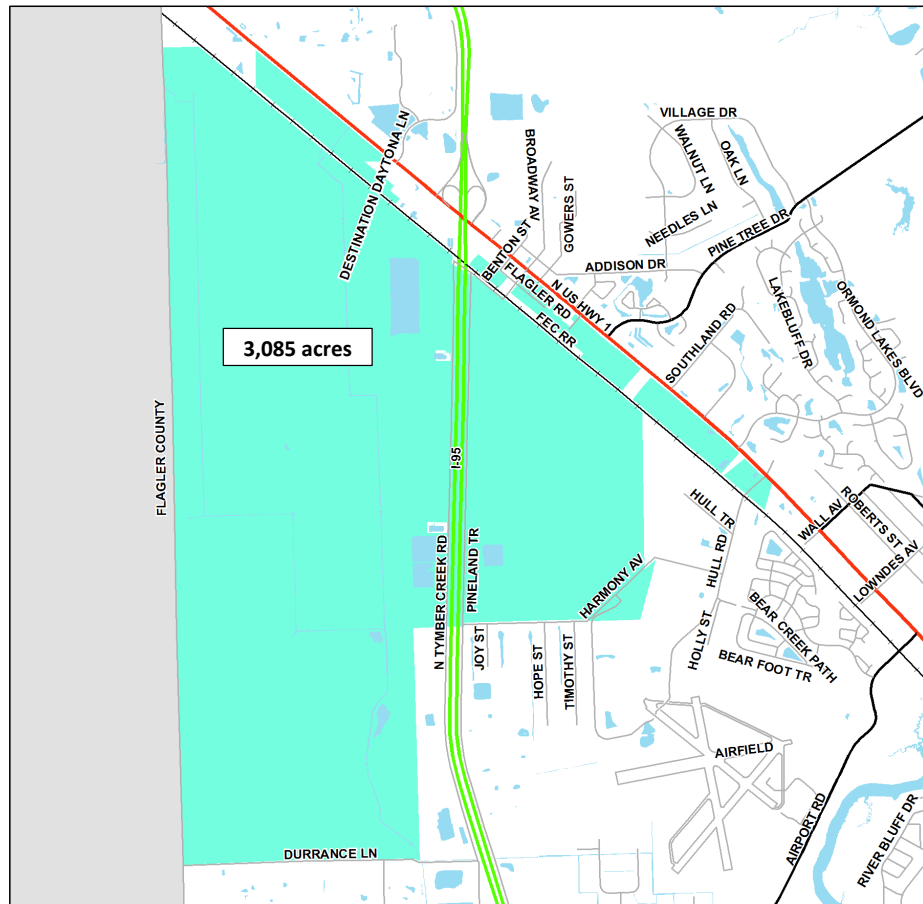 VILLAGE DR
WALNUT LN
OAK LN
BROADWAY AV
GOWERS ST
NEEDLES LN
PINE TREE DR
DESTINATION DAYTONA LN
BENTON ST
ADDISON DR
FLAGLER RD
N US HWY 1
FEC RR
SOUTHLAND RD
LAKEBLUFF DR
ORMOND LAKES BLVD
3,085 acres
FLAGLER COUNTY
I-95
N TYMBER CREEK RD
PINELAND TR
HULL TR
HULL RD
WALL AV
ROBERTS ST
LOWNDES AV
HARMONY AV
JOY ST
HOPE ST
TIMOTHY ST
HOLLY ST
BEAR CREEK PATH
BEAR FOOT TR
AIRFIELD
AIRPORT RD
RIVER BLUFF DR
DURRANCE LN